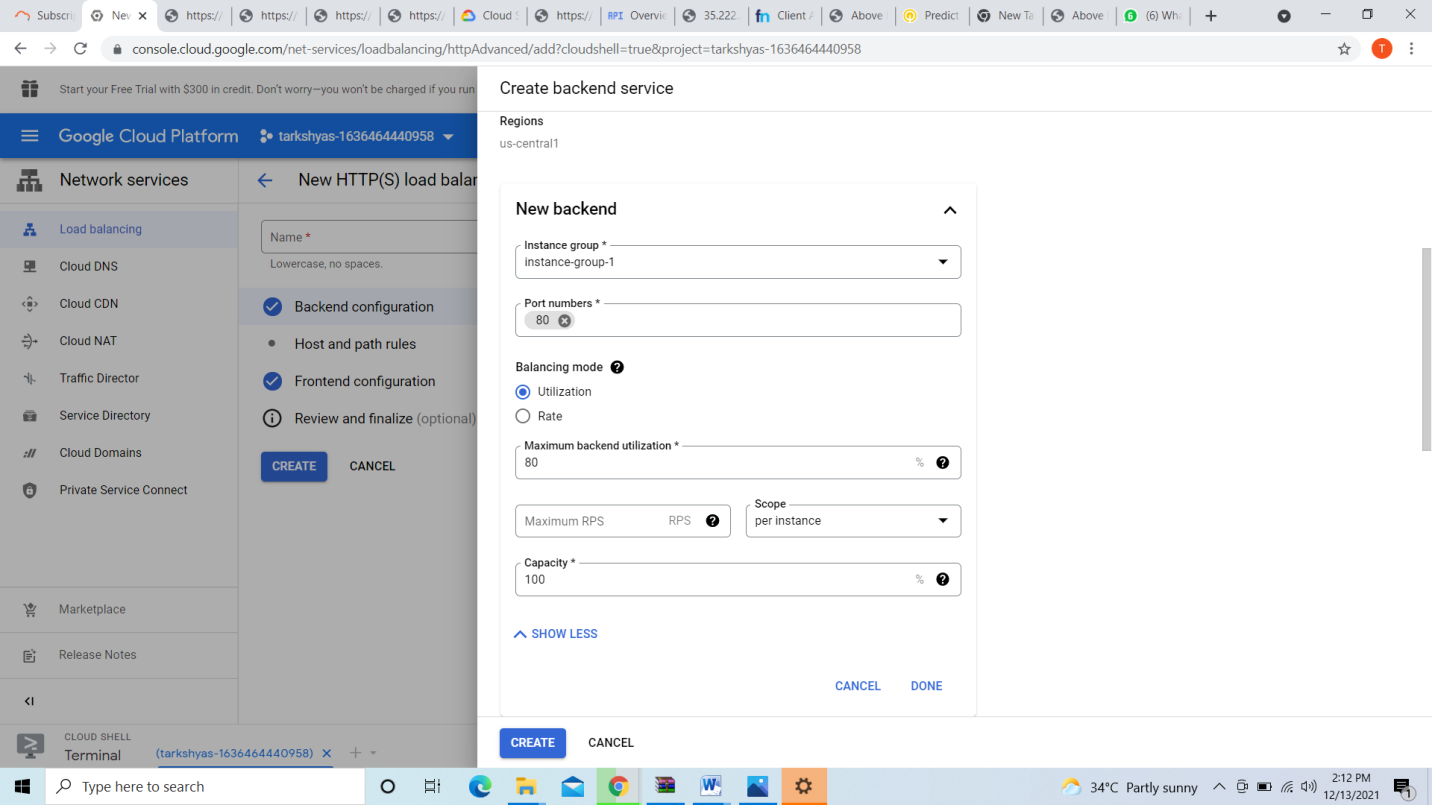 Subscri
New
https:/
https:/
https:/
https:/
Cloud S
https:/
API Overvie
35.222.
fn Client A
Above
Predict
New Ta
Above
6 (6) Wha
console.cloud.google.com/net-services/loadbalancing/httpAdvanced/add?cloudshell=true&project=tarkshyas-1636464440958
T
Start your Free Trial with $300 in credit. Don't worry—you won't be charged if you run
Google Cloud Platform
tarkshyas-1636464440958
Network services
New HTTP(S) load balan
Load balancing
Cloud DNS
Cloud CDN
Cloud NAT
Traffic Director
Service Directory
Cloud Domains
Private Service Connect
Marketplace
Release Notes
Name *
Lowercase, no spaces.
Backend configuration
Host and path rules
Frontend configuration
Review and finalize (optional)
CREATE CANCEL
Create backend service
Regions
us-central1
New backend
Instance group *
instance-group-1
Port numbers *
80
Balancing mode ?
Utilization
Rate
Maximum backend utilization *
80 % ?
Maximum RPS RPS ?
Scope
per instance
Capacity *
100 % ?
SHOW LESS
CANCEL DONE
CREATE CANCEL
CLOUD SHELL
Terminal
(tarkshyas-1636464440958)
Type here to search
W
34°C Partly sunny
2:12 PM
12/13/2021
1